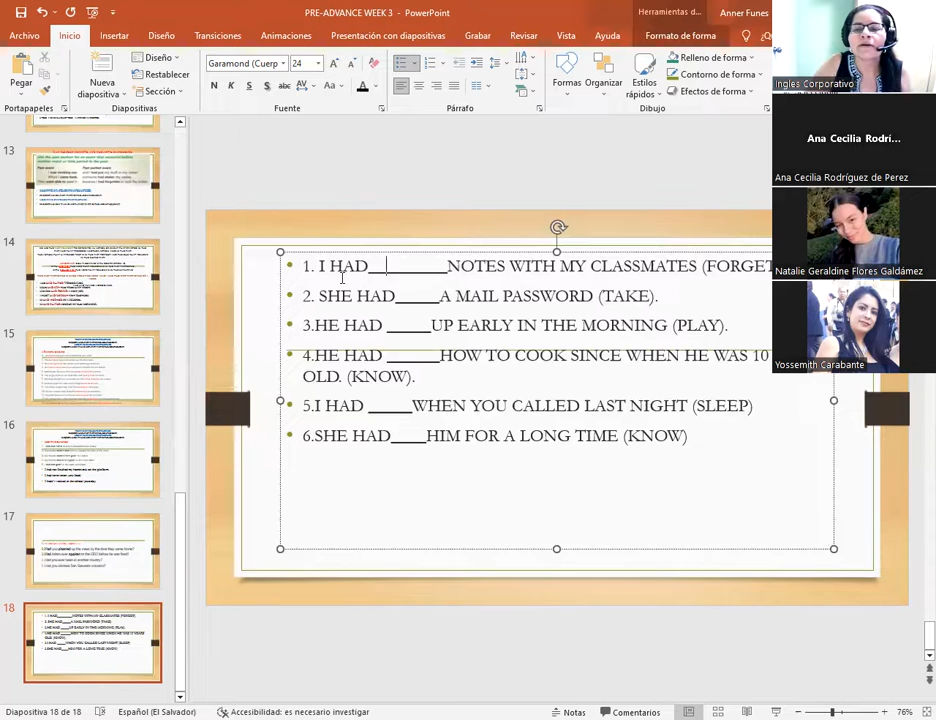 PRE-ADVANCE WEEK 3 - PowerPoint
Herramientas d...
Anner Funes
Archivo Inicio Insertar Diseño Transiciones Animaciones Presentación con diapositivas Grabar Revisar Vista Ayuda Formato de forma
Pegar
Nueva diapositiva
Diseño
Restablecer
Sección
Garamond (Cuerp 24
N K S abc AV Aa A
Formas Organizar Estilos rápidos
Relleno de forma
Contorno de forma
Efectos de forma
Portapapeles Diapositivas Fuente Párrafo Dibujo
Ingles Corporativo
Ana Cecilia Rodrí...
Ana Cecilia Rodríguez de Perez
Natalie Geraldine Flores Galdámez
Yossemith Carabante
13
14
15
16
17
18
1. I HAD_________NOTES WITH MY CLASSMATES (FORGET
2. SHE HAD_____A MAIL PASSWORD (TAKE).
3.HE HAD _____UP EARLY IN THE MORNING (PLAY).
4.HE HAD ______HOW TO COOK SINCE WHEN HE WAS 10
OLD. (KNOW).
5.I HAD _____WHEN YOU CALLED LAST NIGHT (SLEEP)
6.SHE HAD____HIM FOR A LONG TIME (KNOW)
Diapositiva 18 de 18 Español (El Salvador) Accesibilidad: es necesario investigar Notas Comentarios 76%